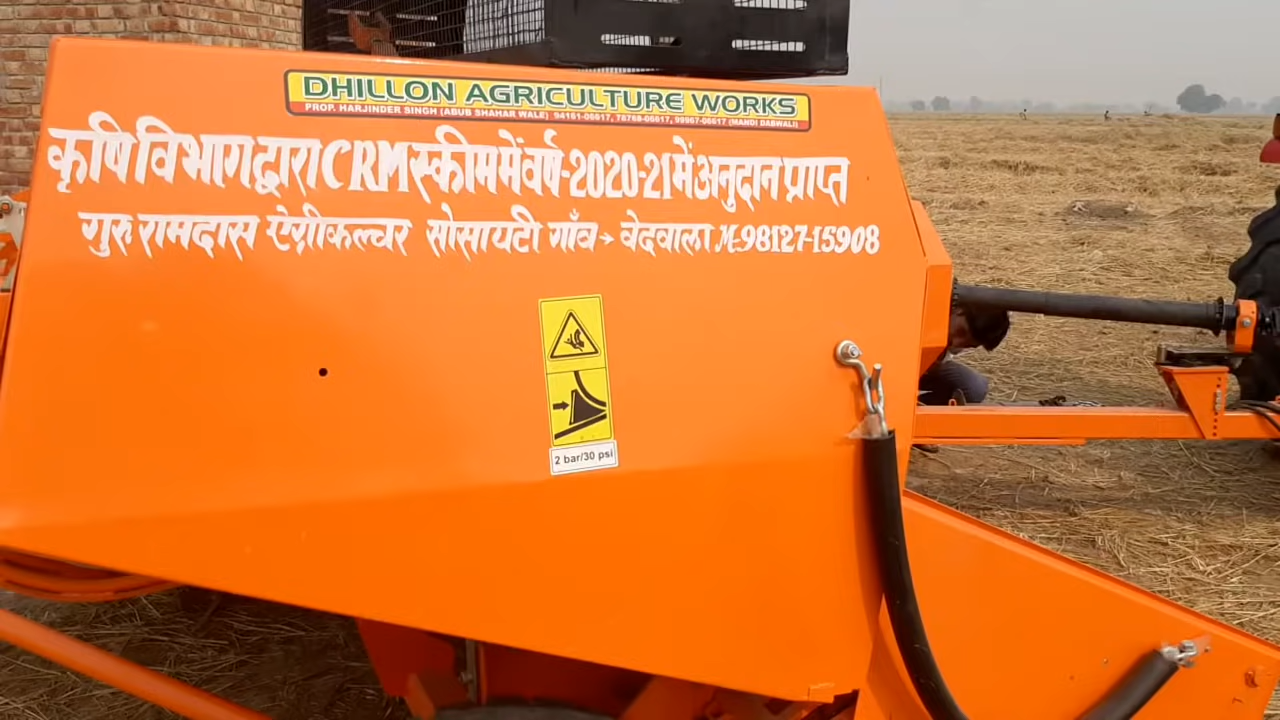 DHILLON AGRICULTURE WORKS
PROP. HARJINDER SINGH (ABUB SHAHAR WALE) 94161-06617, 78768-06617, 99967-06617 (MANDI DABWALI)
कृषि विभाग द्वारा CRM स्कीम में वर्ष-2020-21 में अनुदान प्राप्त
गुरु रामदास ऐग्रीकल्चर सोसायटी गाँव → वेदवाला M-98127-15908
2 bar/30 psi